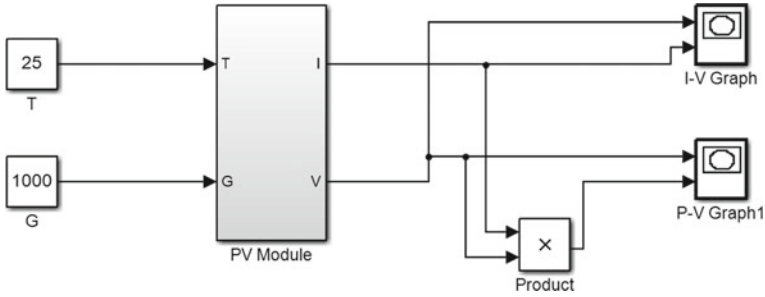 25
T
1000
G
T
G
I
V
PV Module
×
Product
I-V Graph
P-V Graph1